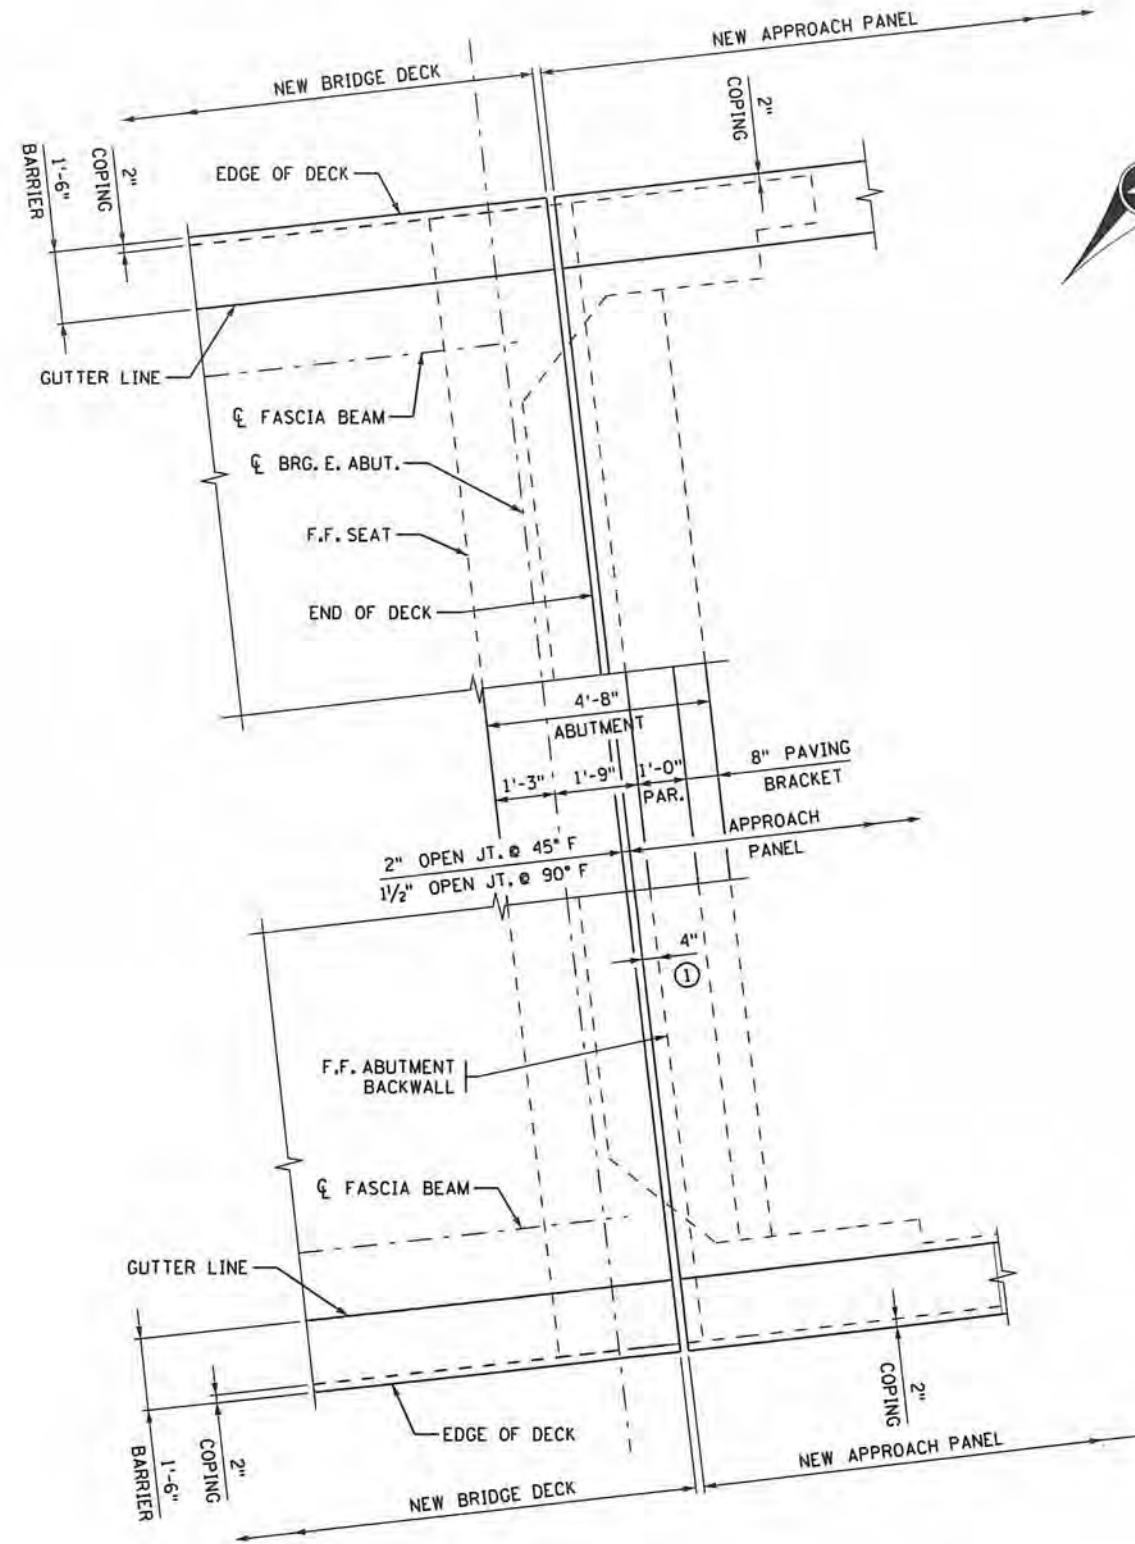 NEW APPROACH PANEL
NEW BRIDGE DECK
2"
COPING
EDGE OF DECK
2"
COPING
1'-6"
BARRIER
GUTTER LINE
℄ FASCIA BEAM
℄ BRG. E. ABUT.
F.F. SEAT
END OF DECK
4'-8"
ABUTMENT
1'-3"
1'-9"
1'-0"
PAR.
8" PAVING
BRACKET
APPROACH
PANEL
2" OPEN JT. @ 45° F
1½" OPEN JT. @ 90° F
4"
1
F.F. ABUTMENT
BACKWALL
℄ FASCIA BEAM
GUTTER LINE
2"
COPING
EDGE OF DECK
2"
COPING
1'-6"
BARRIER
NEW APPROACH PANEL
NEW BRIDGE DECK